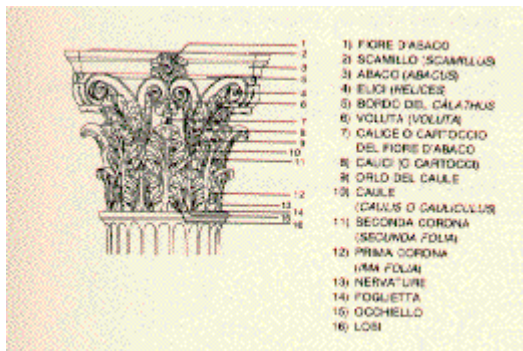 1
2
3
5
4
6
7
8
9
10
11
12
13
14
15
16
1) FIORE D'ABACO
2) SCAMILLO (SCAMILLUS)
3) ABACO (ABACUS)
4) ELICI (HELICES)
5) BORDO DEL CALATHUS
6) VOLUTA (VOLUTA)
7) CALICE O CARTOCCIO
DEL FIORE D'ABACO
8) CALICI (O CARTOCCI)
9) ORLO DEL CAULE
10) CAULE
(CAULIS O CAULICULUS)
11) SECONDA CORONA
(SECUNDA FOLIA)
12) PRIMA CORONA
(IMA FOLIA)
13) NERVATURE
14) FOGLIETTA
15) OCCHIELLO
16) LOBI